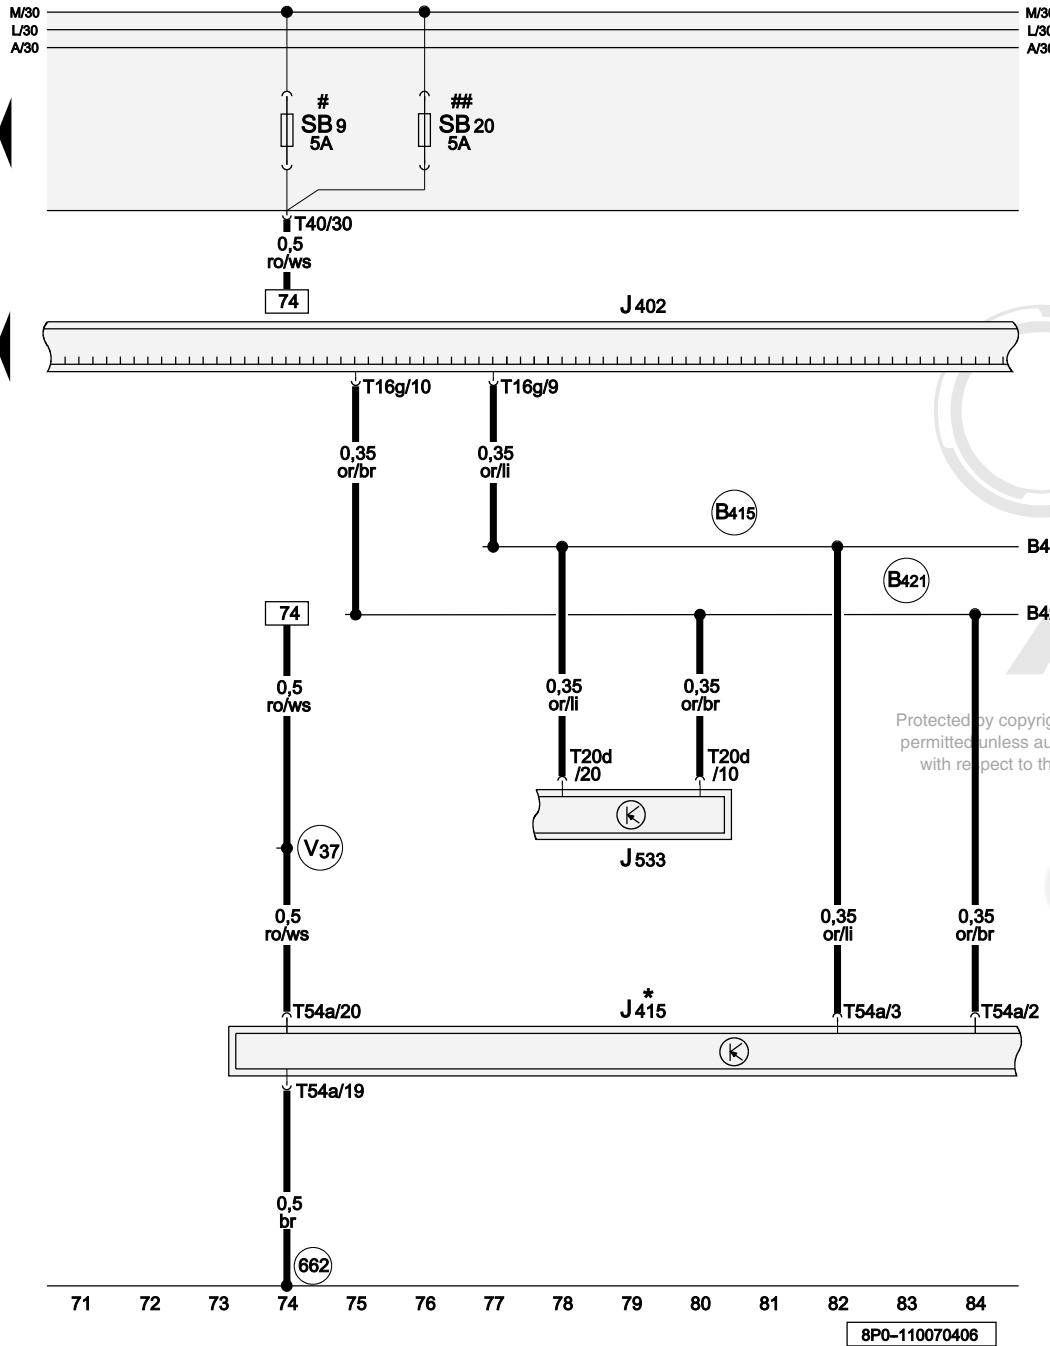 M/30
M/30
L/30
L/30
A/30
A/30
#
SB 9
5A
##
SB 20
5A
T40/30
0,5
ro/ws
74
J 402
T16g/10
T16g/9
0,35
or/br
0,35
or/li
B415
B4
B421
74
B4
0,5
ro/ws
0,35
or/li
0,35
or/br
Protected by copyrig
permitted unless au
with respect to th
T20d
/20
T20d
/10
J 533
V37
0,5
ro/ws
0,35
or/li
0,35
or/br
*
T54a/20
J 415
T54a/3
T54a/2
T54a/19
0,5
br
662
71 72 73 74 75 76 77 78 79 80 81 82 83 84
8P0-110070406